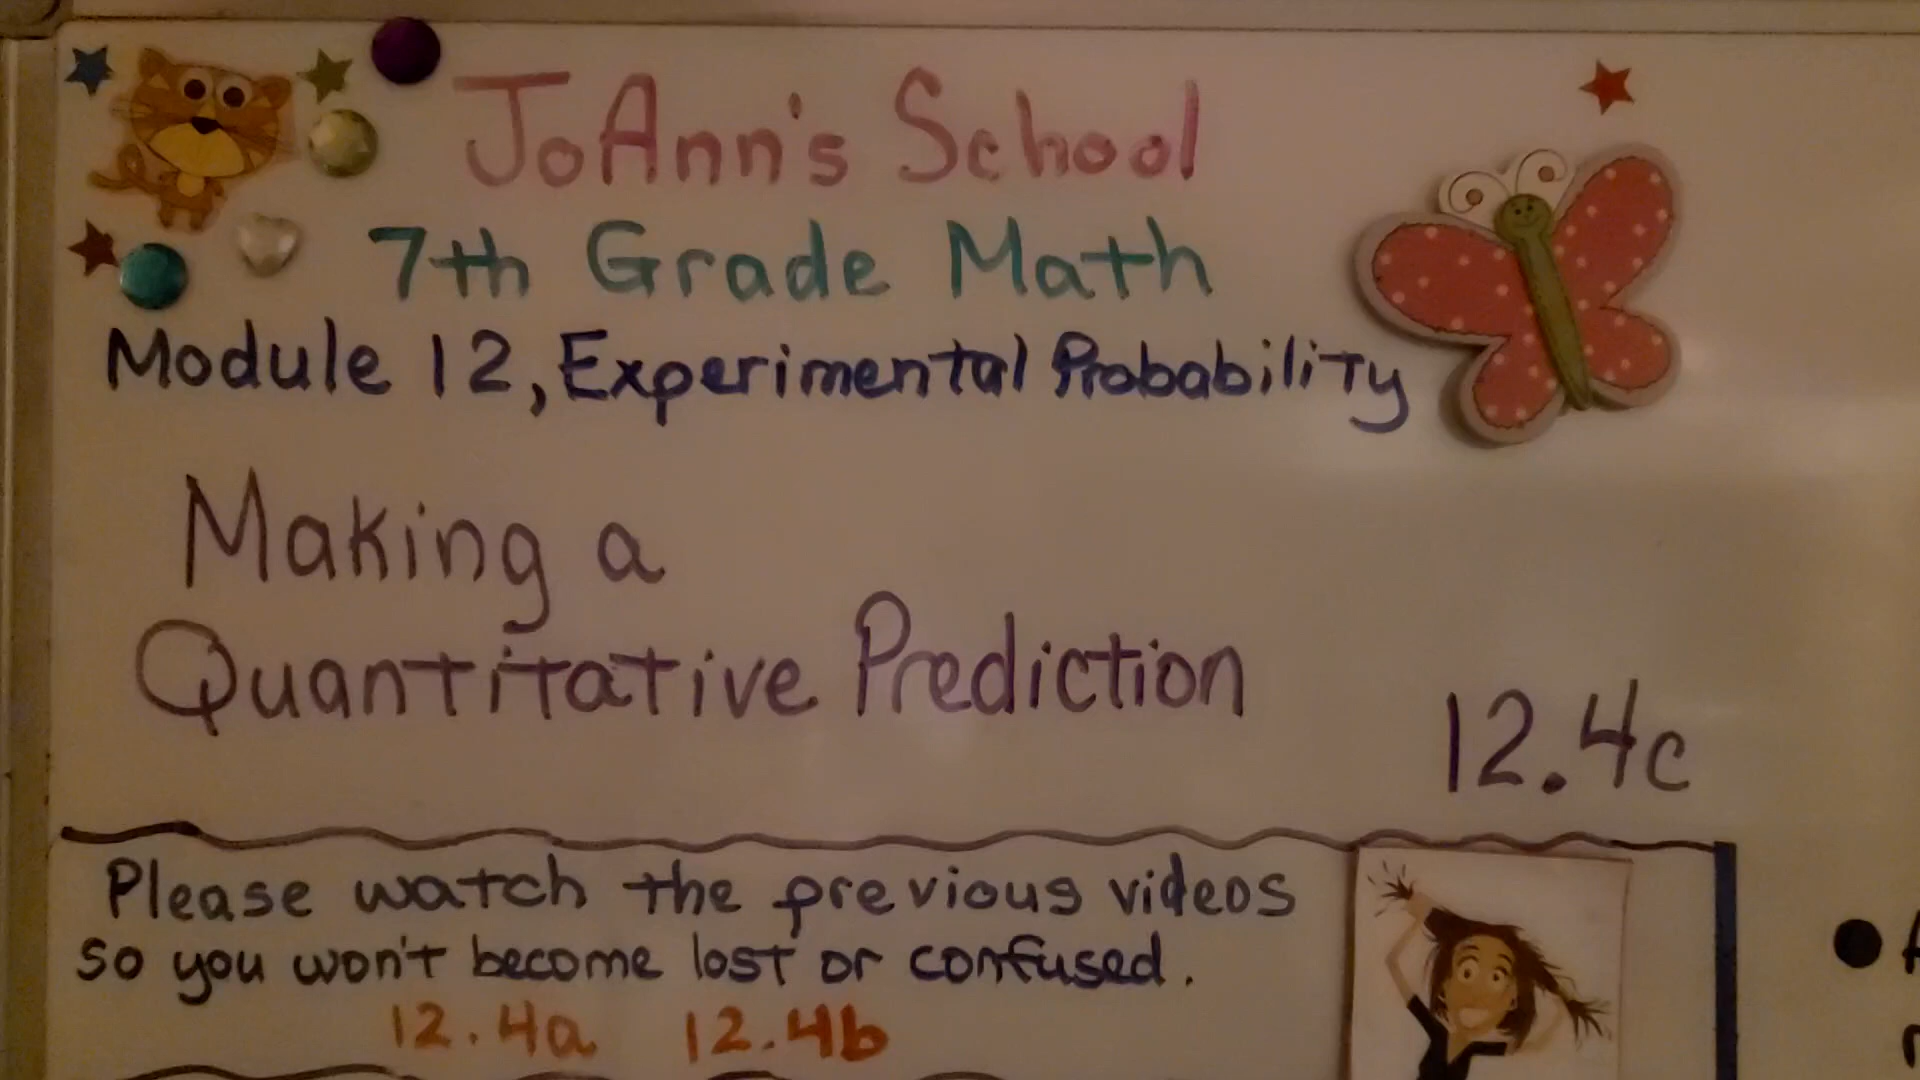 JoAnn's School
7th Grade Math
Module 12, Experimental Probability
Making a
Quantitative Prediction
12.4c
Please watch the previous videos
so you won't become lost or confused.
12.4a 12.4b